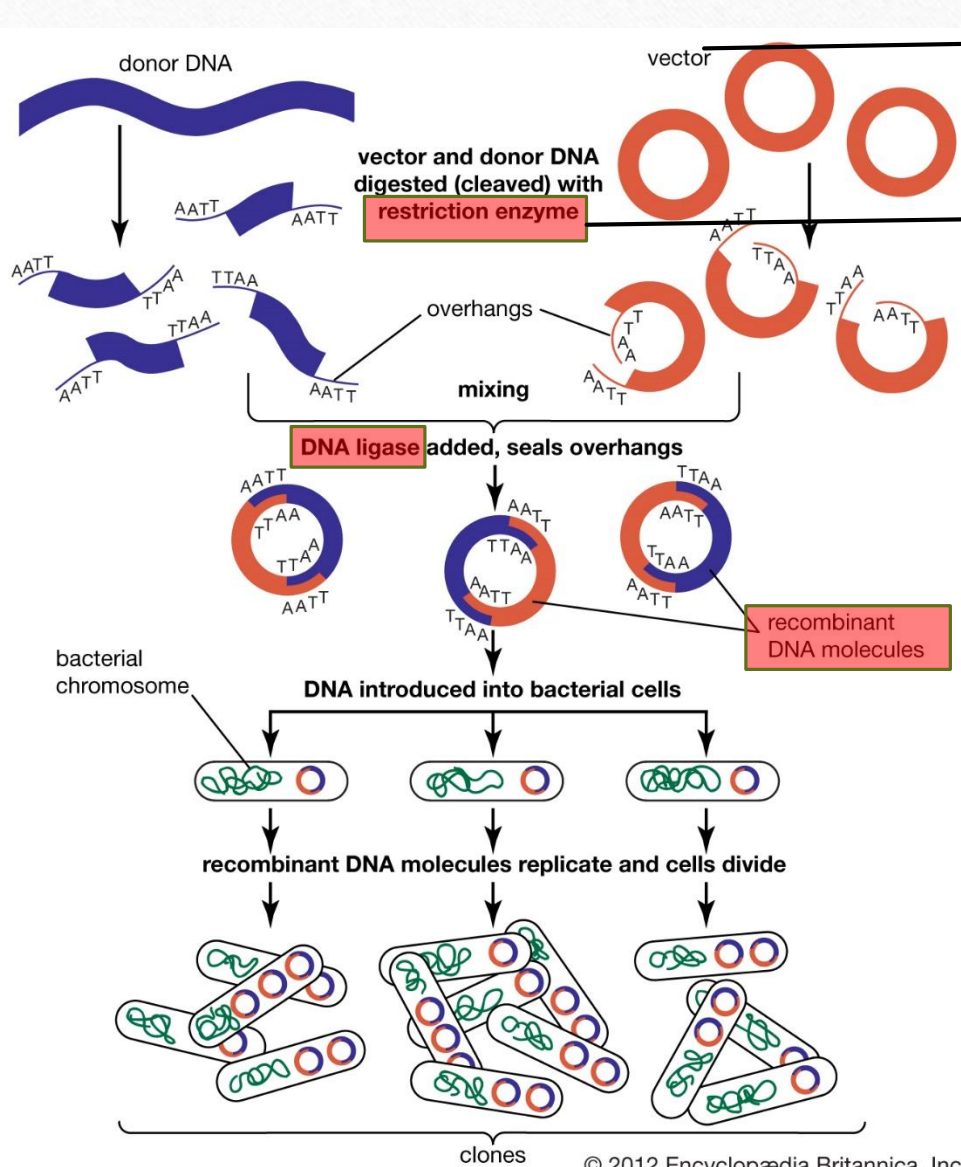 donor DNA
vector
vector and donor DNA
digested (cleaved) with
restriction enzyme
AATT
AATT
AATT
TTAA
TTAA
AATT
TTAA
AATT
overhangs
AATT
AATT
AATT
TTAA
TTAA
AATT
mixing
DNA ligase added, seals overhangs
AATT
TTAA
TTAA
AATT
AATT
TTAA
AATT
TTAA
TTAA
AATT
TTAA
AATT
recombinant
DNA molecules
bacterial
chromosome
DNA introduced into bacterial cells
recombinant DNA molecules replicate and cells divide
clones
© 2012 Encyclopædia Britannica, Inc